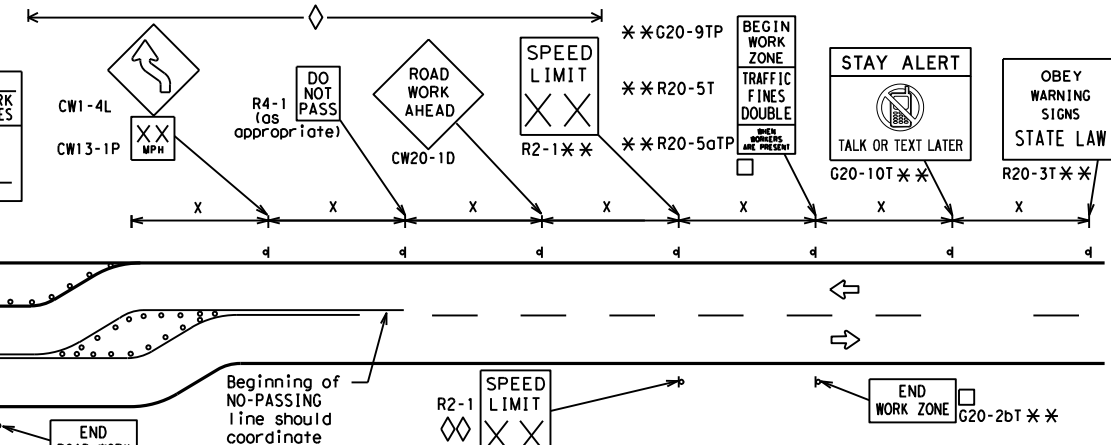 RK
ES
CW1-4L
CW13-1P
X X
MPH
R4-1
(as
appropriate)
DO
NOT
PASS
ROAD
WORK
AHEAD
CW20-1D
SPEED
LIMIT
X X
R2-1**
**G20-9TP
**R20-5T
**R20-5aTP
BEGIN
WORK
ZONE
TRAFFIC
FINES
DOUBLE
WHEN
WORKERS
ARE PRESENT
STAY ALERT
TALK OR TEXT LATER
G20-10T**
OBEY
WARNING
SIGNS
STATE LAW
R20-3T**
X X X X X X X
Beginning of
NO-PASSING
line should
coordinate
R2-1
SPEED
LIMIT
X X
END
WORK ZONE
G20-2bT**
END